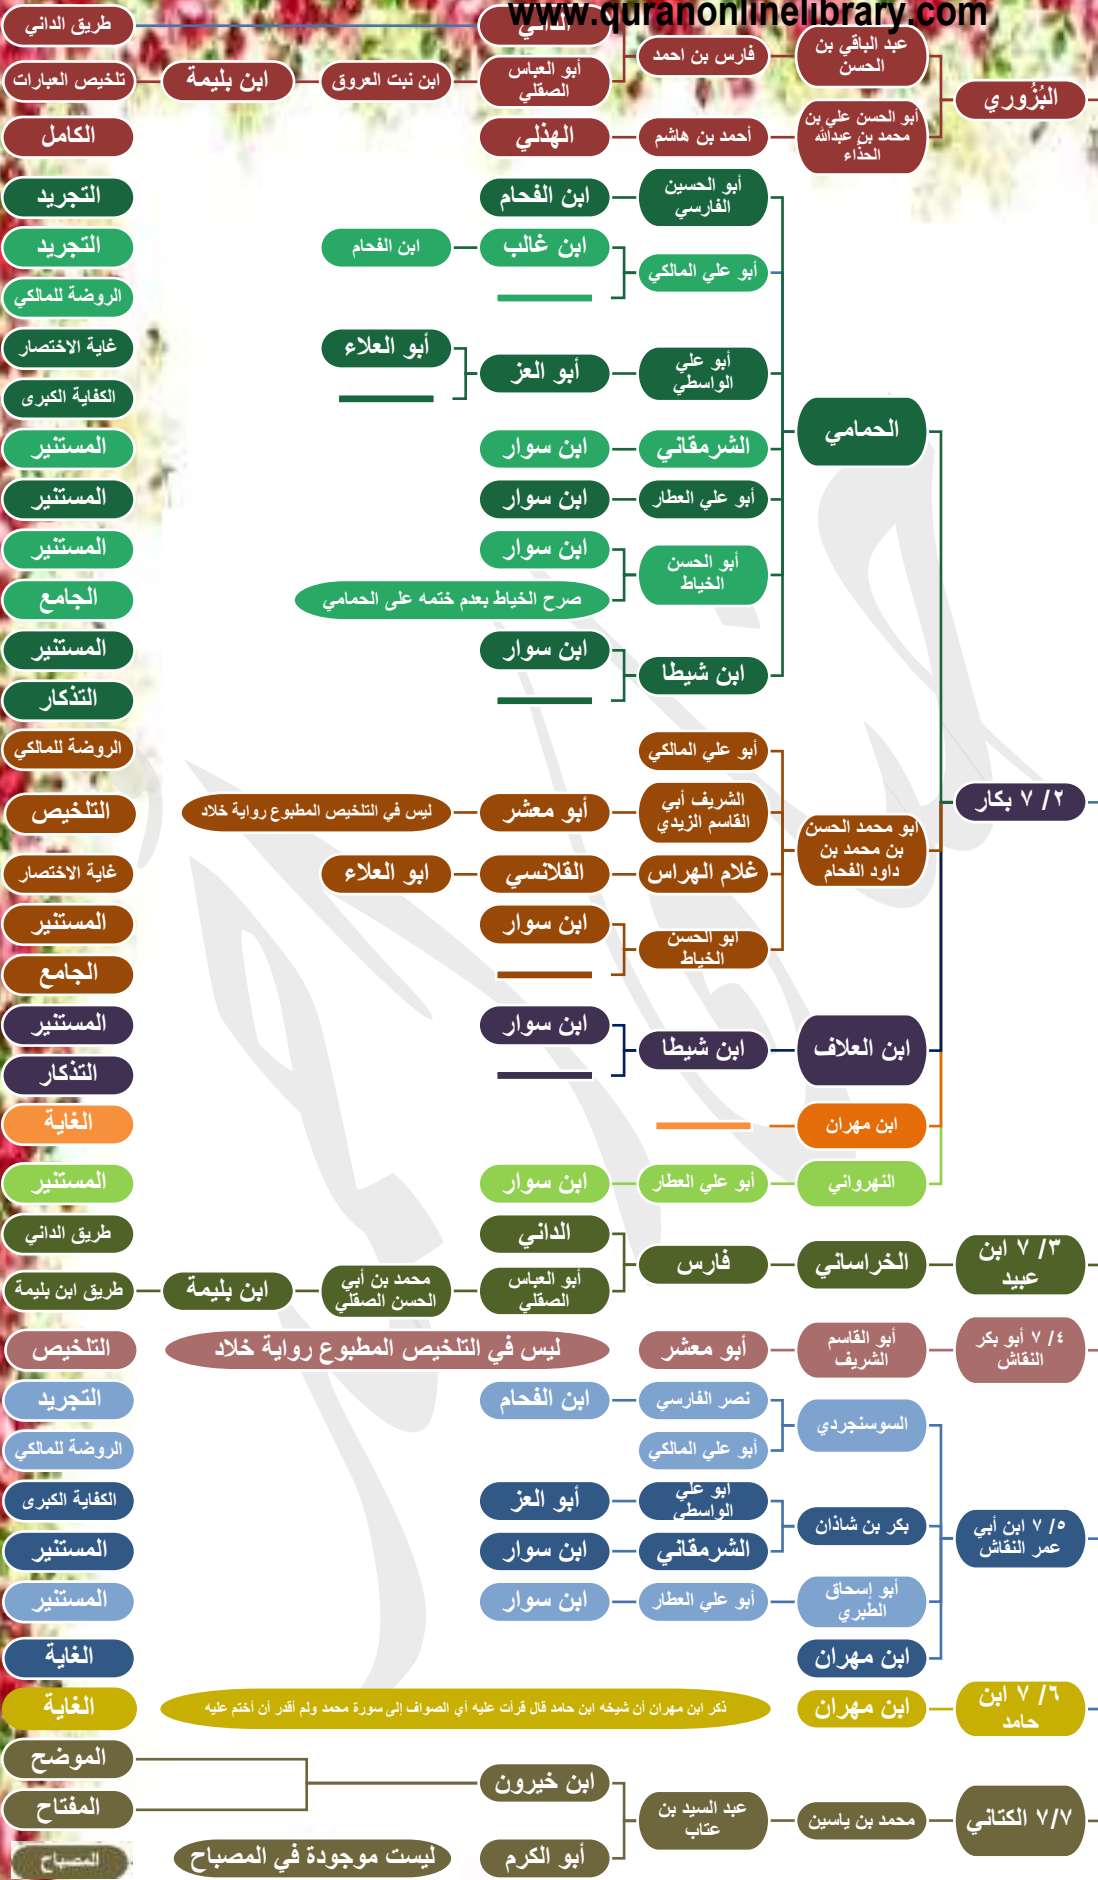 www.quranonlinelibrary.com
الداني
طريق الداني
عبد الباقي بن
الحسن
فارس بن احمد
أبو العباس
الصقلي
ابن نبت العروق
ابن بليمة
تلخيص العبارات
البُزُوري
أبو الحسن علي بن
محمد بن عبدالله
الحذَّاء
أحمد بن هاشم
الهذلي
الكامل
أبو الحسين
الفارسي
ابن الفحام
التجريد
أبو علي المالكي
ابن غالب
ابن الفحام
التجريد
الروضة للمالكي
أبو علي
الواسطي
أبو العز
أبو العلاء
غاية الاختصار
الكفاية الكبرى
الحمامي
الشرمقاني
ابن سوار
المستنير
أبو علي العطار
ابن سوار
المستنير
أبو الحسن
الخياط
ابن سوار
المستنير
صرح الخياط بعدم ختمه على الحمامي
الجامع
ابن شيطا
ابن سوار
المستنير
التذكار
٢/ ٧ بكار
أبو علي المالكي
الروضة للمالكي
الشريف أبي
القاسم الزيدي
أبو معشر
ليس في التلخيص المطبوع رواية خلاد
التلخيص
ابو محمد الحسن
بن محمد بن
داود الفحام
غلام الهراس
القلانسي
ابو العلاء
غاية الاختصار
ابو الحسن
الخياط
ابن سوار
المستنير
الجامع
ابن العلاف
ابن شيطا
ابن سوار
المستنير
التذكار
ابن مهران
الغاية
النهرواني
أبو علي العطار
ابن سوار
المستنير
٣/ ٧ ابن
عبيد
الخراساني
فارس
الداني
طريق الداني
أبو العباس
الصقلي
محمد بن أبي
الحسن الصقلي
ابن بليمة
طريق ابن بليمة
٤/ ٧ أبو بكر
النقاش
أبو القاسم
الشريف
أبو معشر
ليس في التلخيص المطبوع رواية خلاد
التلخيص
السوسنجردي
نصر الفارسي
ابن الفحام
التجريد
أبو علي المالكي
الروضة للمالكي
٥/ ٧ ابن أبي
عمر النقاش
بكر بن شاذان
ابو علي
الواسطي
أبو العز
الكفاية الكبرى
الشرمقاني
ابن سوار
المستنير
أبو إسحاق
الطبري
أبو علي العطار
ابن سوار
المستنير
ابن مهران
الغاية
٦/ ٧ ابن
حامد
ابن مهران
ذكر ابن مهران أن شيخه ابن حامد قال قرأت عليه أي الصواف إلى سورة محمد ولم أقدر أن أختم عليه
الغاية
٧/٧ الكتاني
محمد بن ياسين
عبد السيد بن
عتاب
ابن خيرون
الموضح
المفتاح
أبو الكرم
ليست موجودة في المصباح
المصباح